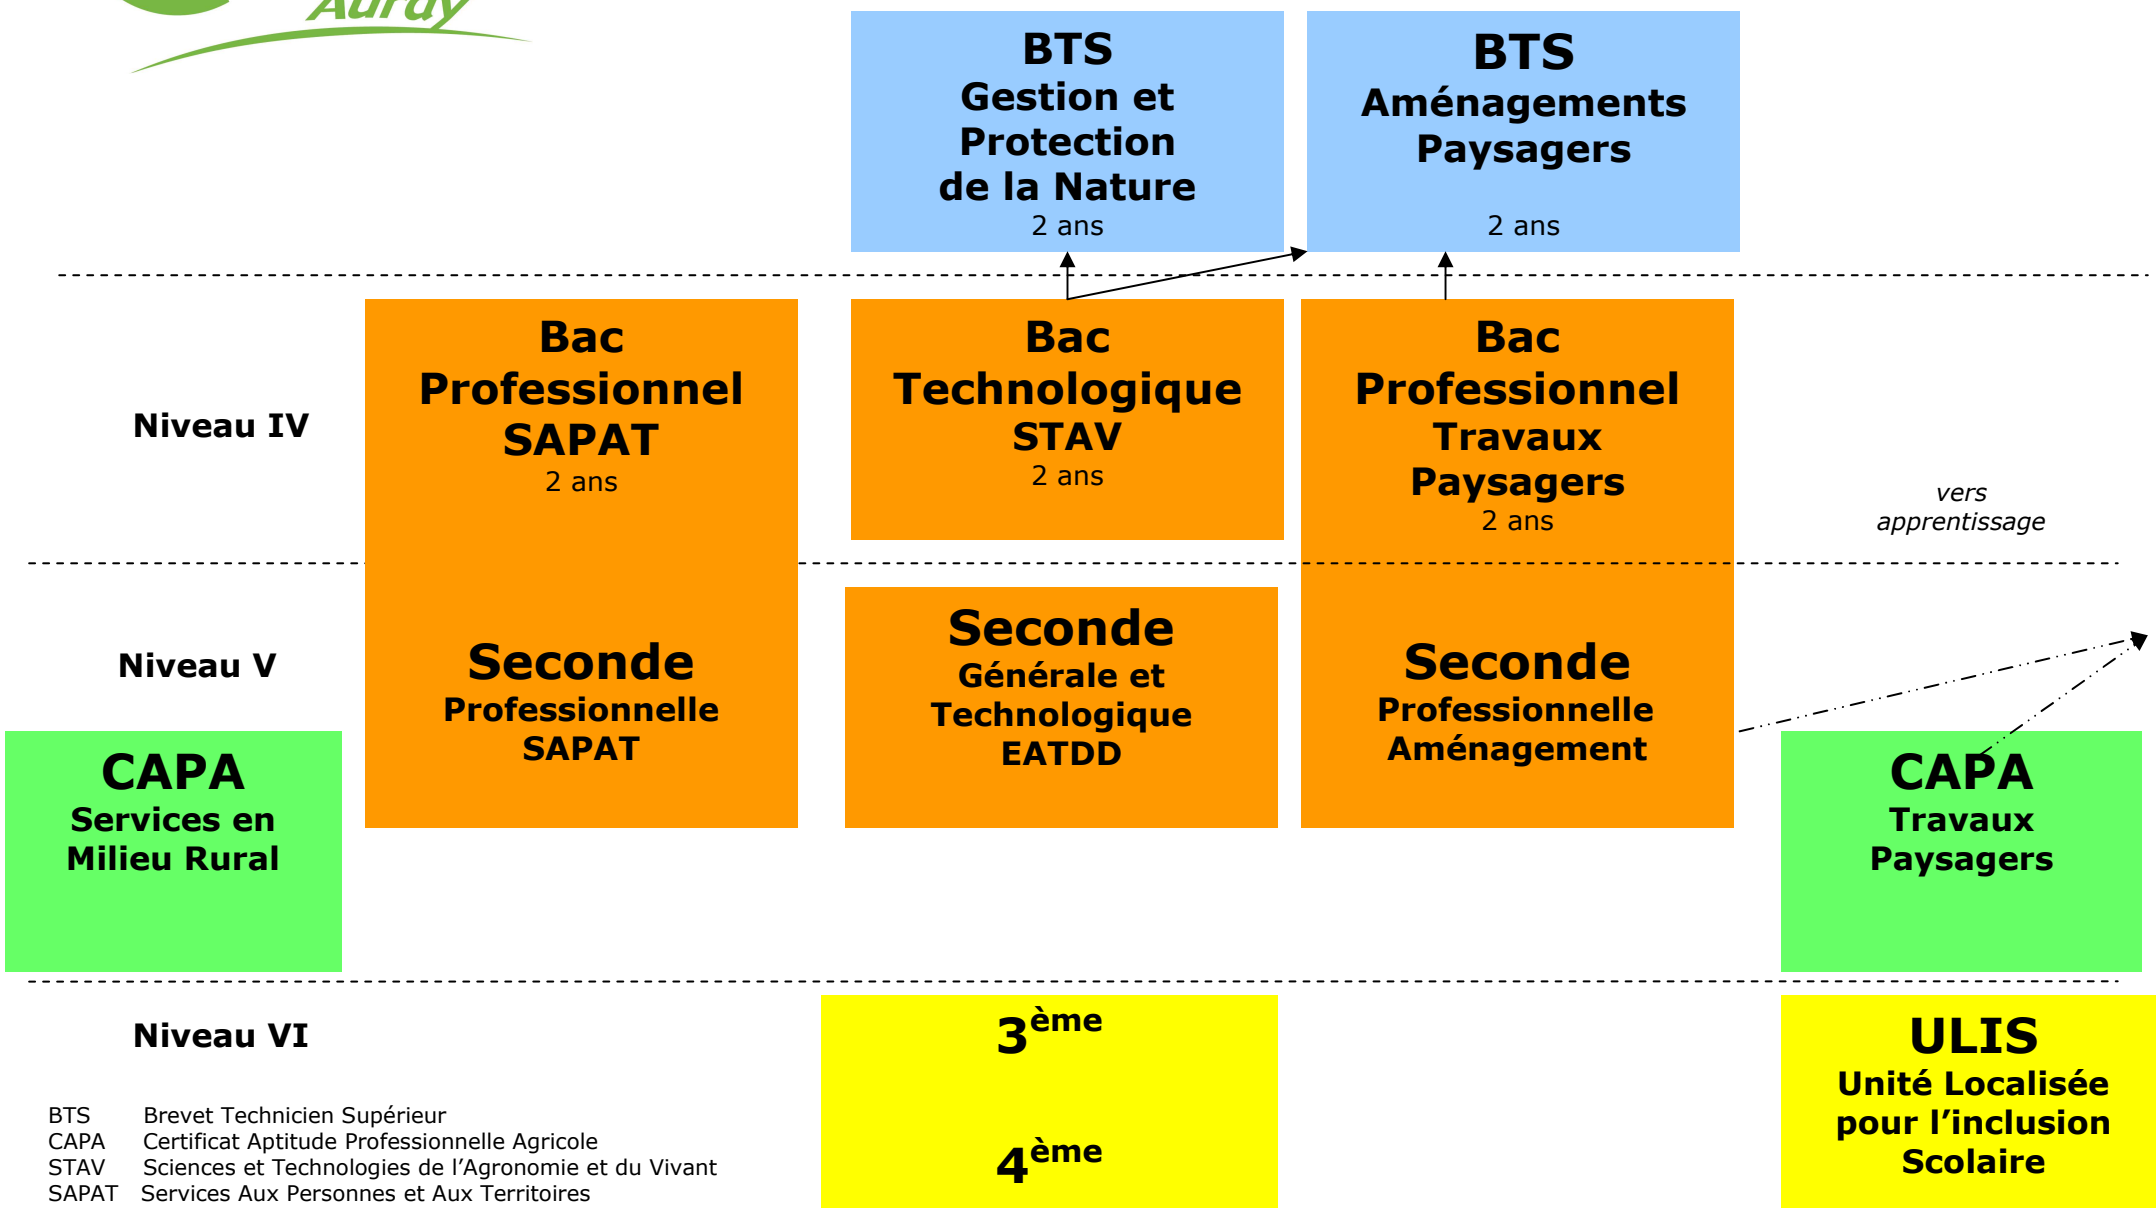 Auray
BTS
Gestion et
Protection
de la Nature
2 ans
BTS
Aménagements
Paysagers
2 ans
Niveau IV
Bac
Professionnel
SAPAT
2 ans
Bac
Technologique
STAV
2 ans
Bac
Professionnel
Travaux
Paysagers
2 ans
vers
apprentissage
Niveau V
Seconde
Professionnelle
SAPAT
Seconde
Générale et
Technologique
EATDD
Seconde
Professionnelle
Aménagement
CAPA
Services en
Milieu Rural
CAPA
Travaux
Paysagers
Niveau VI
3ème
4ème
ULIS
Unité Localisée
pour l’inclusion
Scolaire
BTS Brevet Technicien Supérieur
CAPA Certificat Aptitude Professionnelle Agricole
STAV Sciences et Technologies de l’Agronomie et du Vivant
SAPAT Services Aux Personnes et Aux Territoires